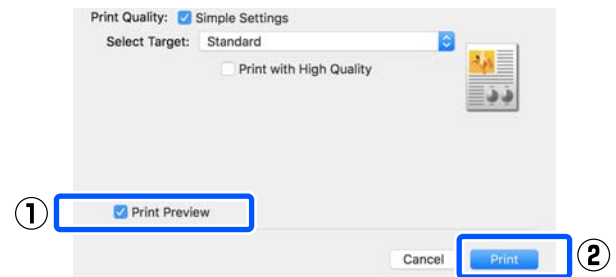 Print Quality: Simple Settings
Select Target: Standard
Print with High Quality
① Print Preview
Cancel Print ②